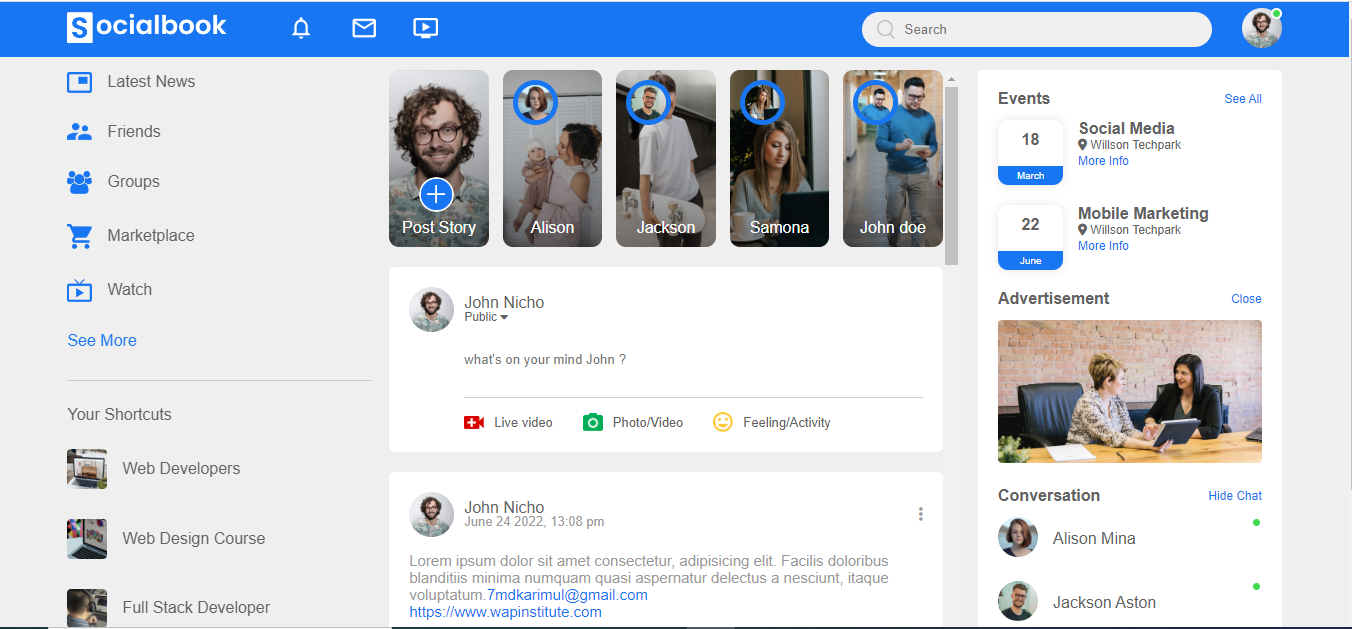 Socialbook
Search
Latest News
Friends
Groups
Marketplace
Watch
See More
Your Shortcuts
Web Developers
Web Design Course
Full Stack Developer
Post Story
Alison
Jackson
Samona
John doe
John Nicho
Public
what's on your mind John ?
Live video
Photo/Video
Feeling/Activity
John Nicho
June 24 2022, 13:08 pm
Lorem ipsum dolor sit amet consectetur, adipisicing elit. Facilis doloribus
blanditiis minima numquam quasi aspernatur delectus a nesciunt, itaque
voluptatum.7mdkarimul@gmail.com
https://www.wapinstitute.com
Events
See All
18
March
Social Media
Willson Techpark
More Info
22
June
Mobile Marketing
Willson Techpark
More Info
Advertisement
Close
Conversation
Hide Chat
Alison Mina
Jackson Aston